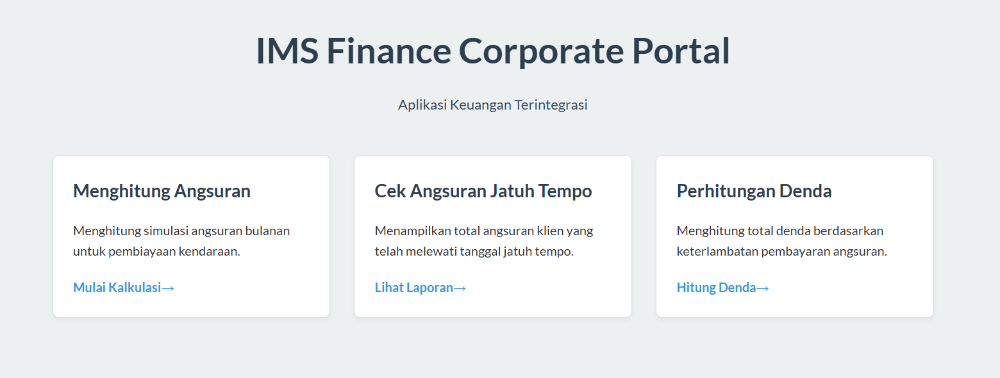 IMS Finance Corporate Portal
Aplikasi Keuangan Terintegrasi
Menghitung Angsuran
Menghitung simulasi angsuran bulanan
untuk pembiayaan kendaraan.
Mulai Kalkulasi→
Cek Angsuran Jatuh Tempo
Menampilkan total angsuran klien yang
telah melewati tanggal jatuh tempo.
Lihat Laporan→
Perhitungan Denda
Menghitung total denda berdasarkan
keterlambatan pembayaran angsuran.
Hitung Denda→